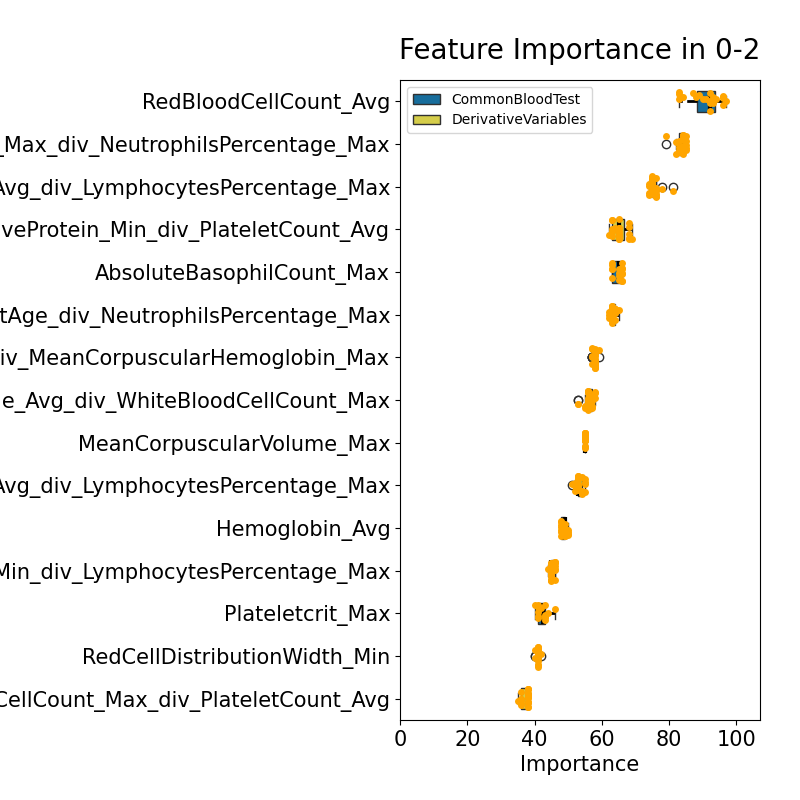 Feature Importance in 0-2
CommonBloodTest
DerivativeVariables
RedBloodCellCount_Avg
_Max_div_NeutrophilsPercentage_Max
Avg_div_LymphocytesPercentage_Max
veProtein_Min_div_PlateletCount_Avg
AbsoluteBasophilCount_Max
tAge_div_NeutrophilsPercentage_Max
iv_MeanCorpuscularHemoglobin_Max
e_Avg_div_WhiteBloodCellCount_Max
MeanCorpuscularVolume_Max
Avg_div_LymphocytesPercentage_Max
Hemoglobin_Avg
Min_div_LymphocytesPercentage_Max
Plateletcrit_Max
RedCellDistributionWidth_Min
CellCount_Max_div_PlateletCount_Avg
0 20 40 60 80 100
Importance